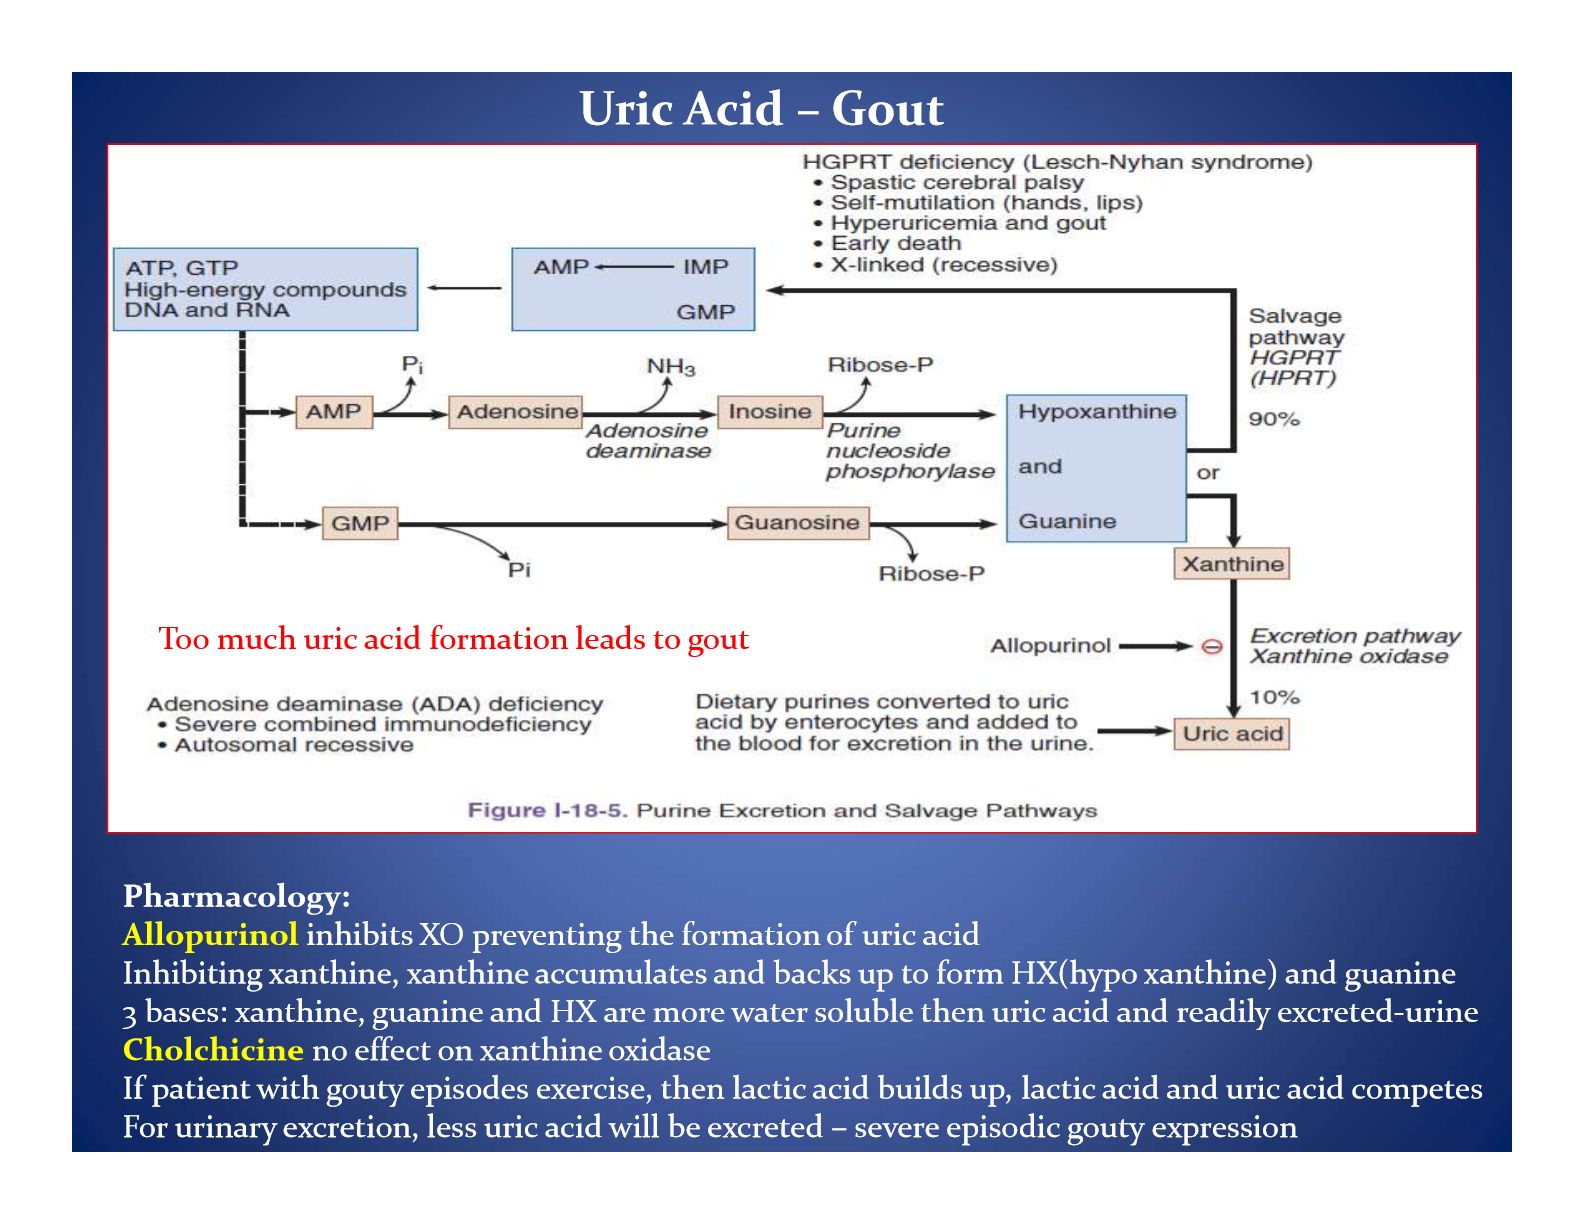 Uric Acid – Gout
HGPRT deficiency (Lesch-Nyhan syndrome)
• Spastic cerebral palsy
• Self-mutilation (hands, lips)
• Hyperuricemia and gout
• Early death
• X-linked (recessive)
ATP, GTP
High-energy compounds
DNA and RNA
AMP
IMP
GMP
Salvage
pathway
HGPRT
(HPRT)
90%
Pi
NH3
Ribose-P
AMP
Adenosine
Inosine
Hypoxanthine
Adenosine
deaminase
Purine
nucleoside
phosphorylase
and
or
GMP
Guanosine
Guanine
Pi
Ribose-P
Xanthine
Too much uric acid formation leads to gout
Allopurinol
Excretion pathway
Xanthine oxidase
10%
Adenosine deaminase (ADA) deficiency
• Severe combined immunodeficiency
• Autosomal recessive
Dietary purines converted to uric
acid by enterocytes and added to
the blood for excretion in the urine.
Uric acid
Figure I-18-5. Purine Excretion and Salvage Pathways
Pharmacology:
Allopurinol inhibits XO preventing the formation of uric acid
Inhibiting xanthine, xanthine accumulates and backs up to form HX(hypo xanthine) and guanine
3 bases: xanthine, guanine and HX are more water soluble then uric acid and readily excreted-urine
Cholchicine no effect on xanthine oxidase
If patient with gouty episodes exercise, then lactic acid builds up, lactic acid and uric acid competes
For urinary excretion, less uric acid will be excreted – severe episodic gouty expression